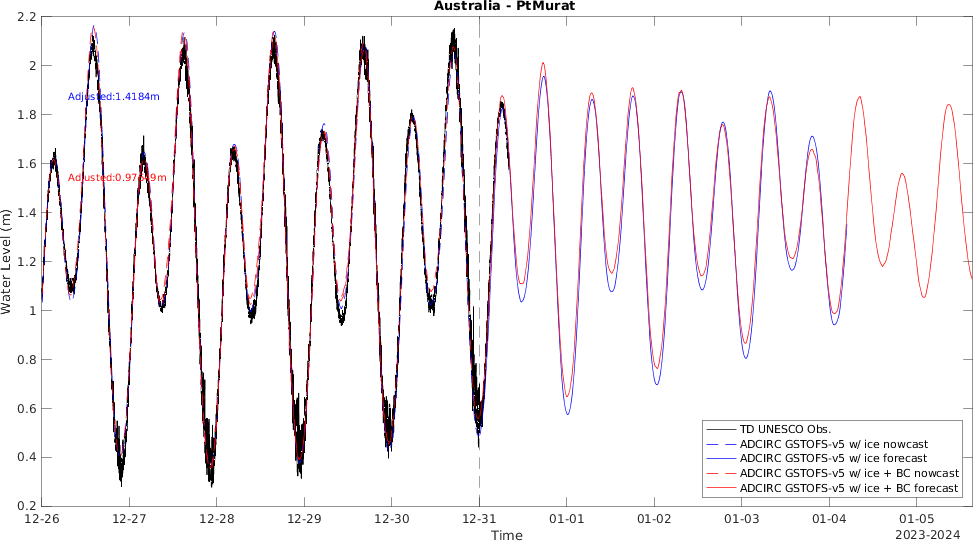 Australia - PtMurat
2.2
2
1.8
1.6
1.4
1.2
1
0.8
0.6
0.4
0.2
Water Level (m)
Adjusted:1.4184m
TD UNESCO Obs.
ADCIRC GSTOFS-v5 w/ ice nowcast
ADCIRC GSTOFS-v5 w/ ice forecast
ADCIRC GSTOFS-v5 w/ ice + BC nowcast
ADCIRC GSTOFS-v5 w/ ice + BC forecast
12-26 12-27 12-28 12-29 12-30 12-31 01-01 01-02 01-03 01-04 01-05
Time
2023-2024